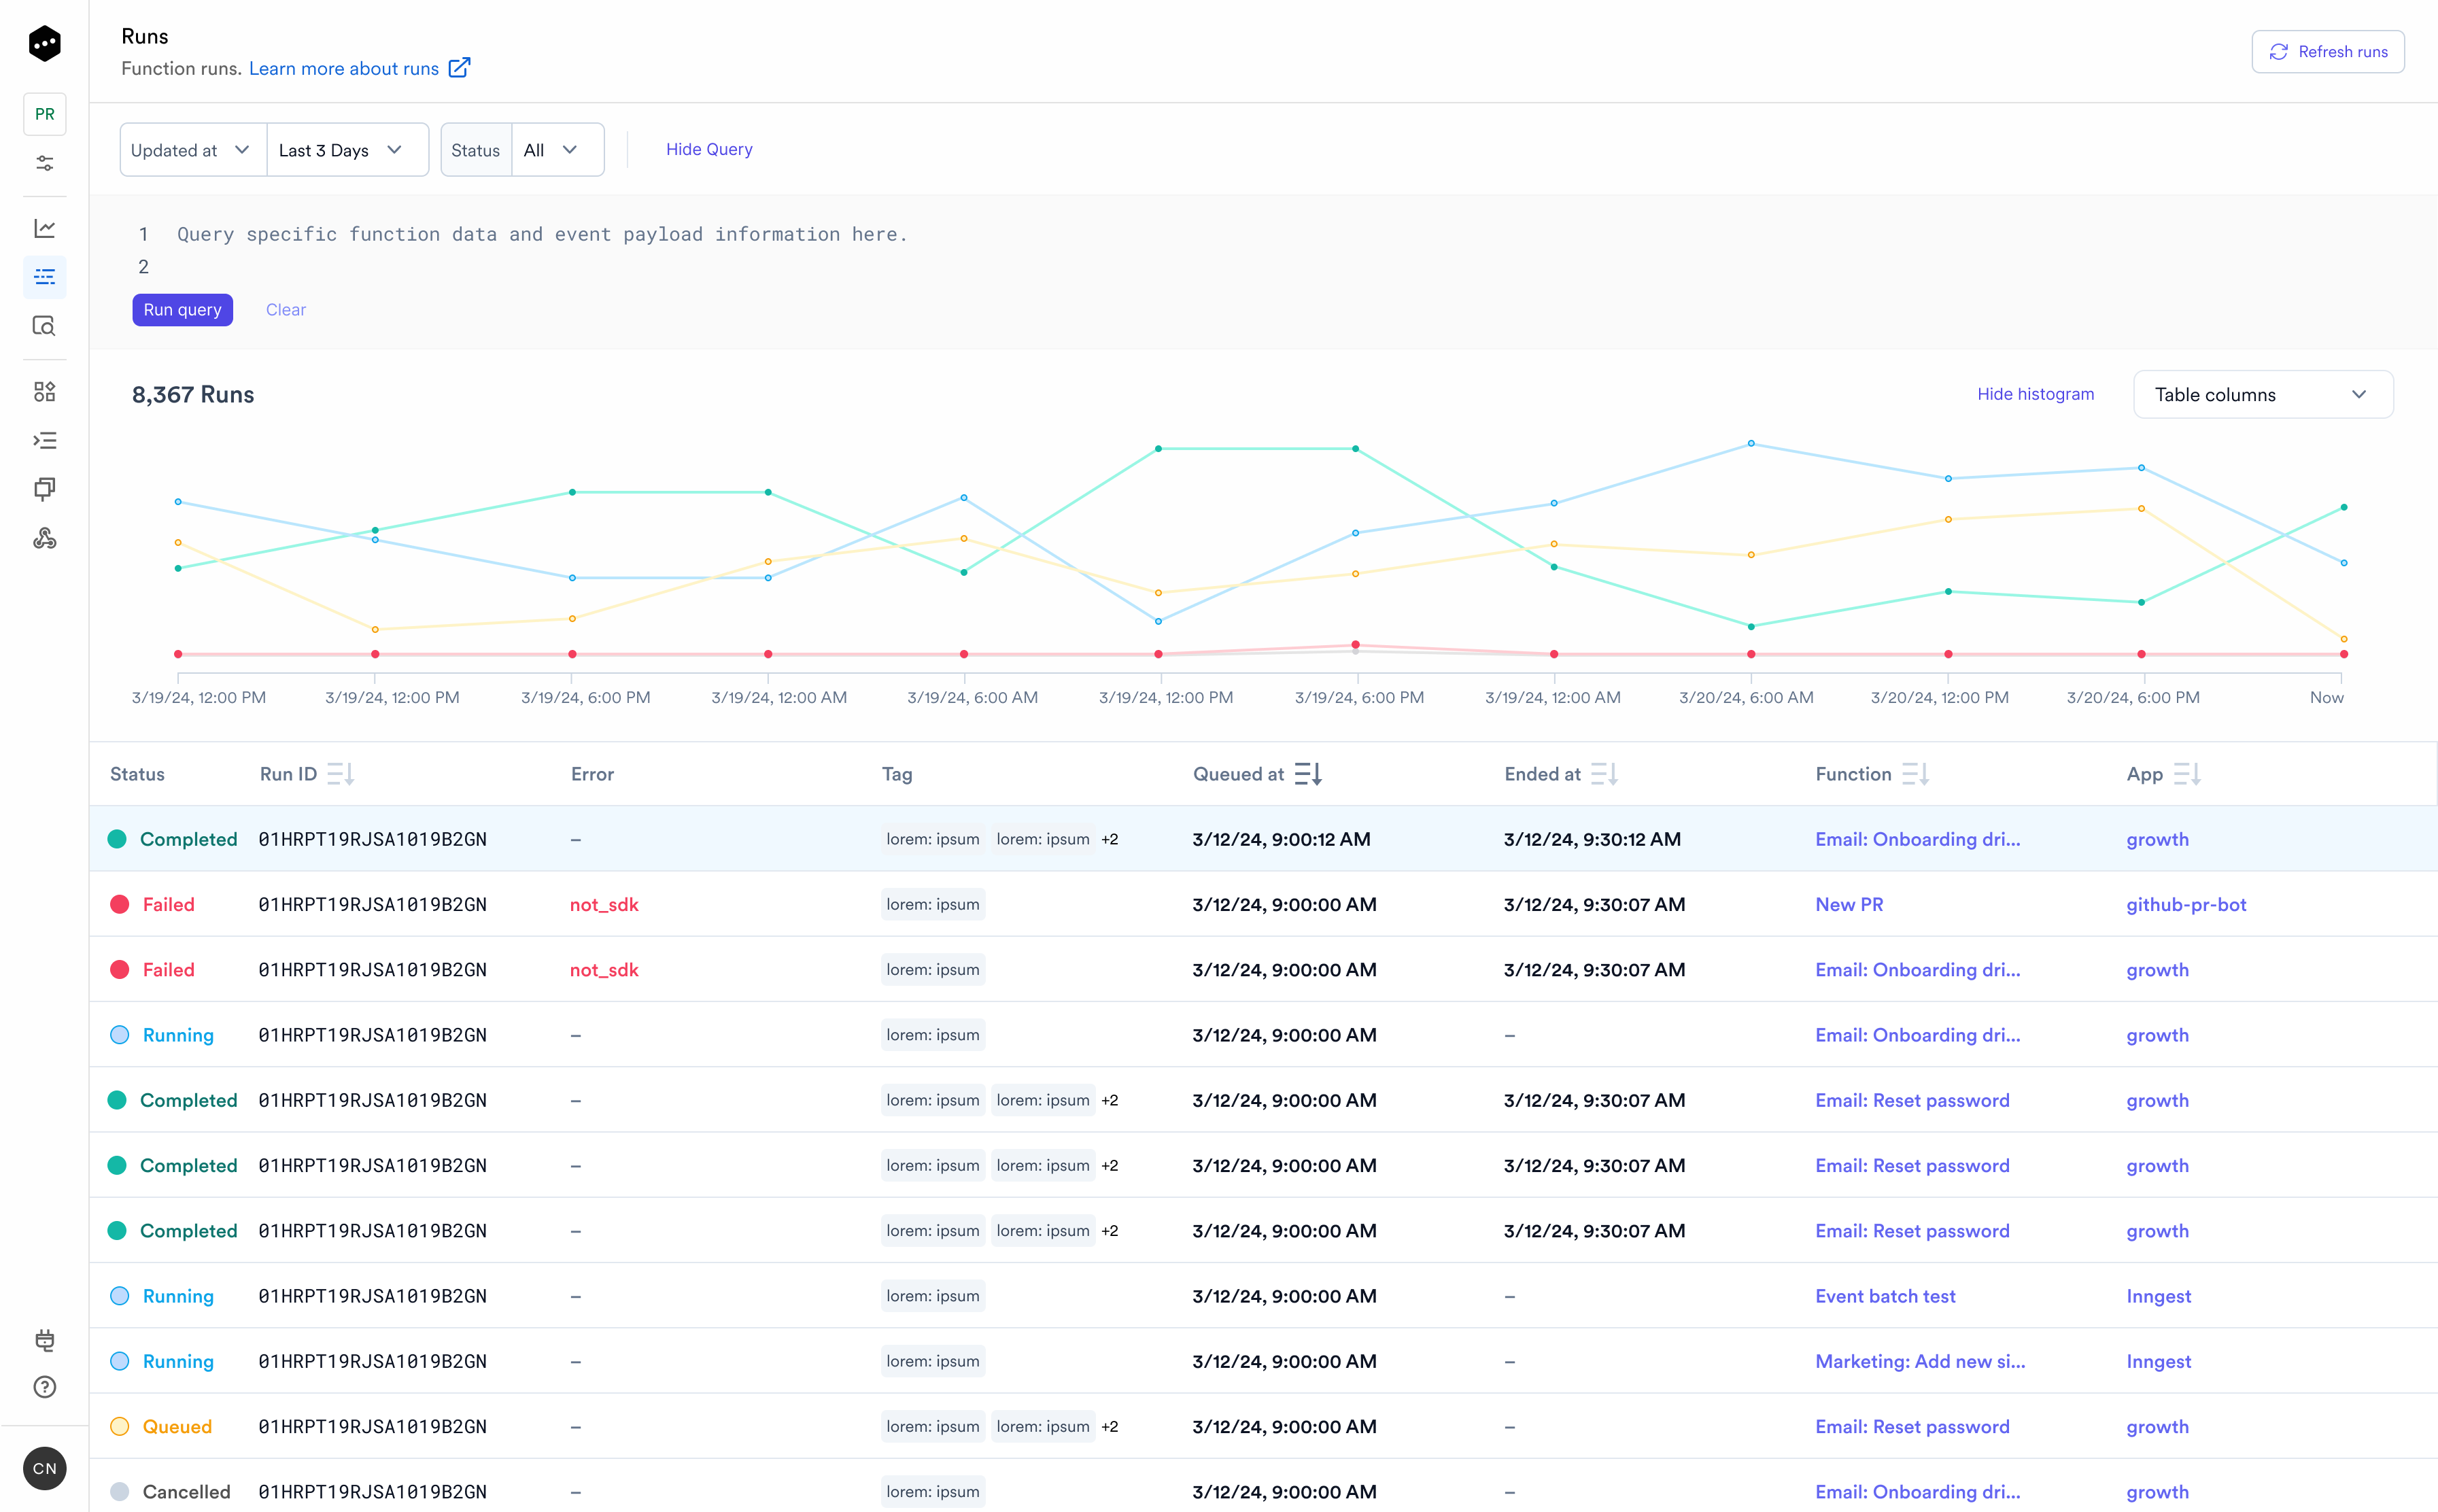 Runs
Function runs. Learn more about runs
Refresh runs
PR
Updated at Last 3 Days Status All Hide Query
1 Query specific function data and event payload information here.
2
Run query Clear
8,367 Runs Hide histogram Table columns
3/19/24, 12:00 PM 3/19/24, 12:00 PM 3/19/24, 6:00 PM 3/19/24, 12:00 AM 3/19/24, 6:00 AM 3/19/24, 12:00 PM 3/19/24, 6:00 PM 3/19/24, 12:00 AM 3/20/24, 6:00 AM 3/20/24, 12:00 PM 3/20/24, 6:00 PM Now
Status Run ID Error Tag Queued at Ended at Function App
Completed 01HRPT19RJSA1019B2GN – lorem: ipsum lorem: ipsum +2 3/12/24, 9:00:12 AM 3/12/24, 9:30:12 AM Email: Onboarding dri... growth
Failed 01HRPT19RJSA1019B2GN not_sdk lorem: ipsum 3/12/24, 9:00:00 AM 3/12/24, 9:30:07 AM New PR github-pr-bot
Failed 01HRPT19RJSA1019B2GN not_sdk lorem: ipsum 3/12/24, 9:00:00 AM 3/12/24, 9:30:07 AM Email: Onboarding dri... growth
Running 01HRPT19RJSA1019B2GN – lorem: ipsum 3/12/24, 9:00:00 AM – Email: Onboarding dri... growth
Completed 01HRPT19RJSA1019B2GN – lorem: ipsum lorem: ipsum +2 3/12/24, 9:00:00 AM 3/12/24, 9:30:07 AM Email: Reset password growth
Completed 01HRPT19RJSA1019B2GN – lorem: ipsum lorem: ipsum +2 3/12/24, 9:00:00 AM 3/12/24, 9:30:07 AM Email: Reset password growth
Completed 01HRPT19RJSA1019B2GN – lorem: ipsum lorem: ipsum +2 3/12/24, 9:00:00 AM 3/12/24, 9:30:07 AM Email: Reset password growth
Running 01HRPT19RJSA1019B2GN – lorem: ipsum 3/12/24, 9:00:00 AM – Event batch test Inngest
Running 01HRPT19RJSA1019B2GN – lorem: ipsum 3/12/24, 9:00:00 AM – Marketing: Add new si... Inngest
Queued 01HRPT19RJSA1019B2GN – lorem: ipsum lorem: ipsum +2 3/12/24, 9:00:00 AM – Email: Reset password growth
CN
Cancelled 01HRPT19RJSA1019B2GN – lorem: ipsum 3/12/24, 9:00:00 AM – Email: Onboarding dri... growth